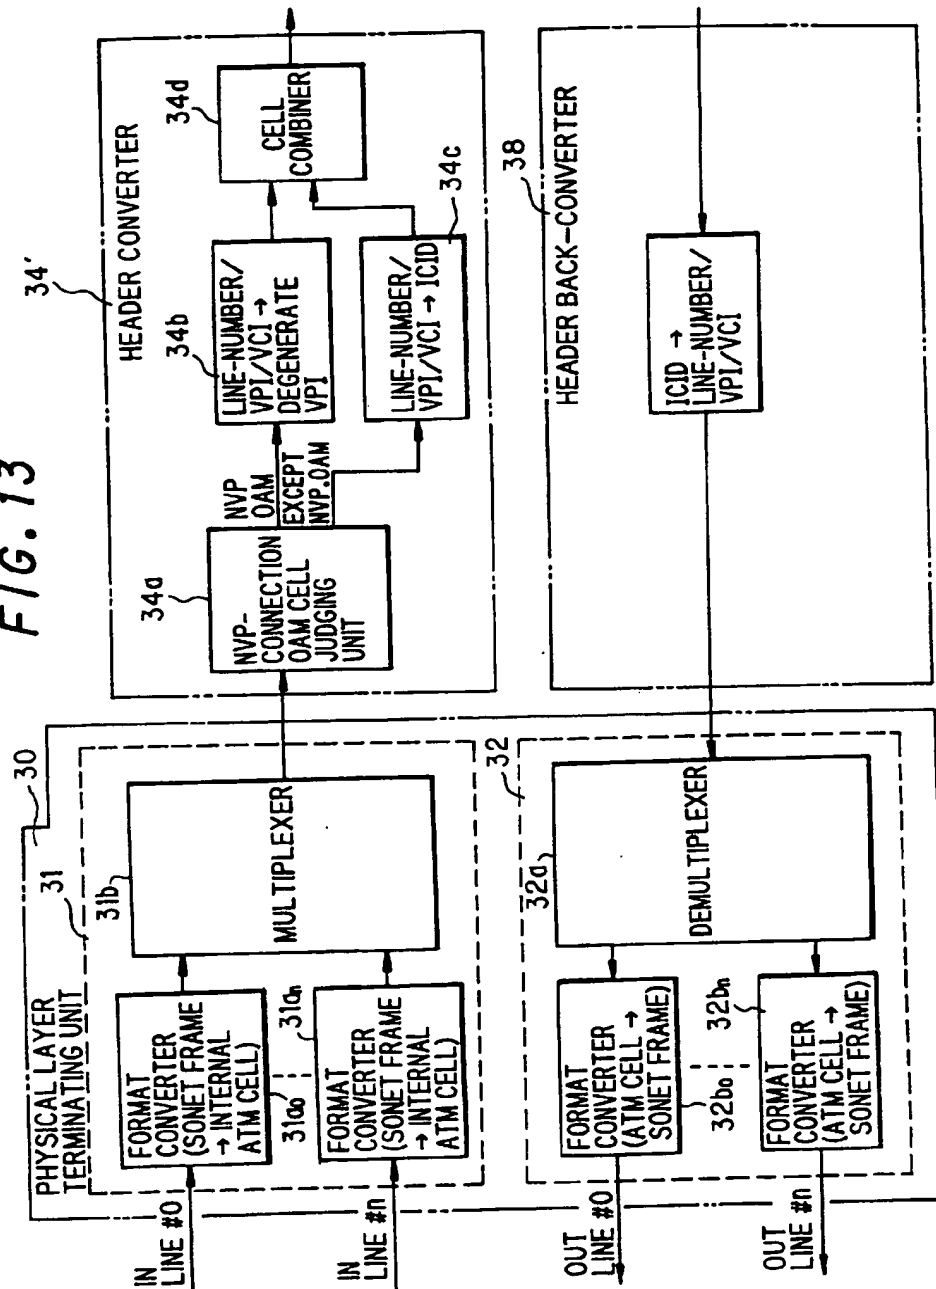 FIG. 13
30
PHYSICAL LAYER
TERMINATING UNIT
31
IN
LINE #0
FORMAT
CONVERTER
(SONET FRAME
→ INTERNAL
ATM CELL)
31a0
IN
LINE #n
FORMAT
CONVERTER
(SONET FRAME
→ INTERNAL
ATM CELL)
31an
31b
MULTIPLEXER
34'
HEADER CONVERTER
34a
NVP-
CONNECTION
OAM CELL
JUDGING
UNIT
NVP
OAM
EXCEPT
NVP.OAM
34b
LINE-NUMBER/
VPI/VCI →
DEGENERATE
VPI
LINE-NUMBER/
VPI/VCI → ICID
34c
34d
CELL
COMBINER
32
OUT
LINE #0
FORMAT
CONVERTER
(ATM CELL →
SONET FRAME)
32b0
OUT
LINE #n
FORMAT
CONVERTER
(ATM CELL →
SONET FRAME)
32bn
32a
DEMULTIPLEXER
38
HEADER BACK-CONVERTER
ICID →
LINE-NUMBER/
VPI/VCI